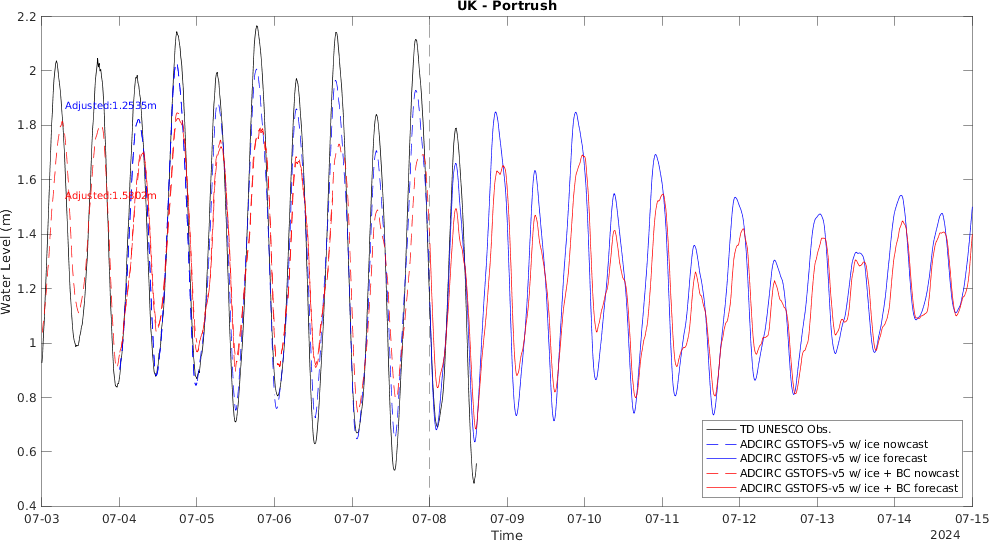 UK - Portrush
2.2
2
1.8
1.6
1.4
1.2
1
0.8
0.6
0.4
Water Level (m)
Adjusted:1.2535m
TD UNESCO Obs.
ADCIRC GSTOFS-v5 w/ ice nowcast
ADCIRC GSTOFS-v5 w/ ice forecast
ADCIRC GSTOFS-v5 w/ ice + BC nowcast
ADCIRC GSTOFS-v5 w/ ice + BC forecast
07-03 07-04 07-05 07-06 07-07 07-08 07-09 07-10 07-11 07-12 07-13 07-14 07-15
Time
2024